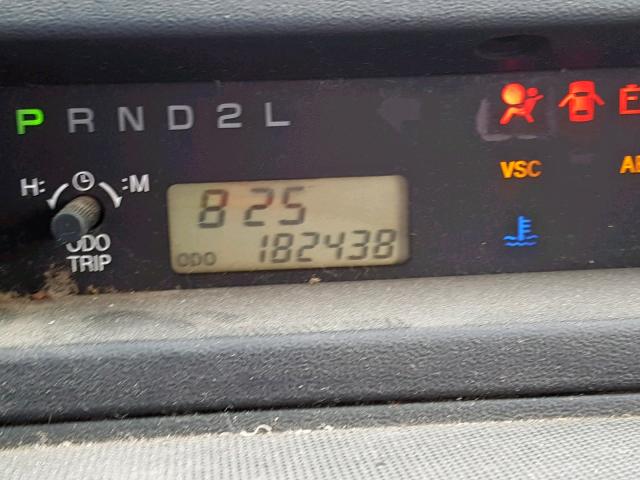 P R N D 2 L
VSC
H: :M
8 25
ODO 182438
ODO
TRIP